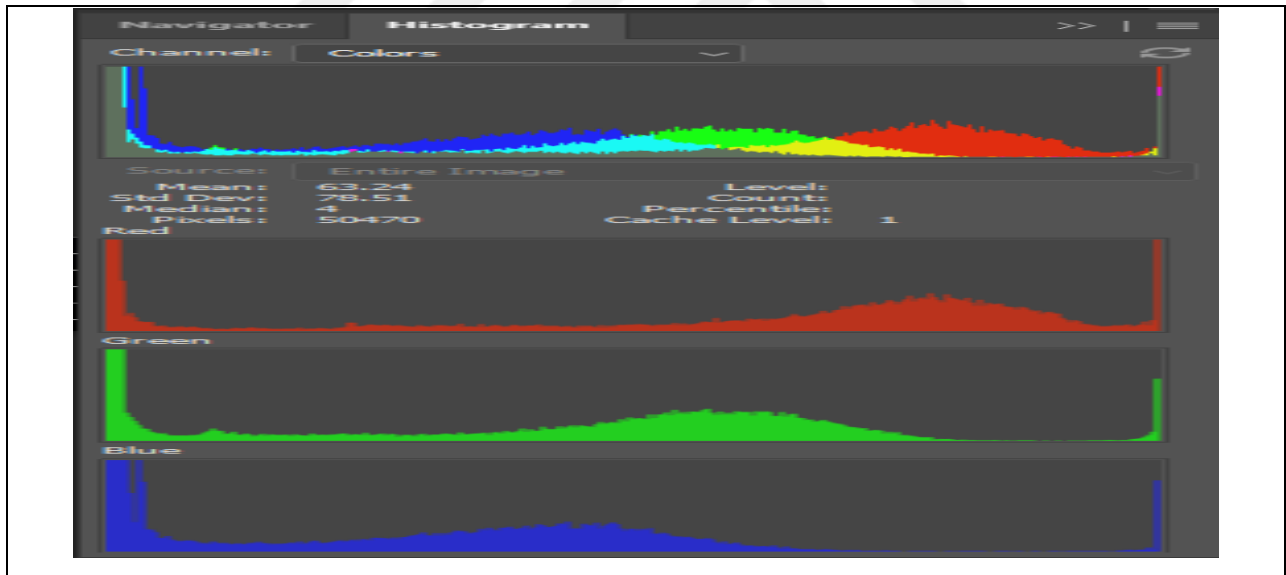 Navigator Histogram >>
Channel: Colors
Source: Entire Image
Mean: 63.24 Level:
Std Dev: 78.51 Count:
Median: 4 Percentile:
Pixels: 50470 Cache Level: 1
Red
Green
Blue